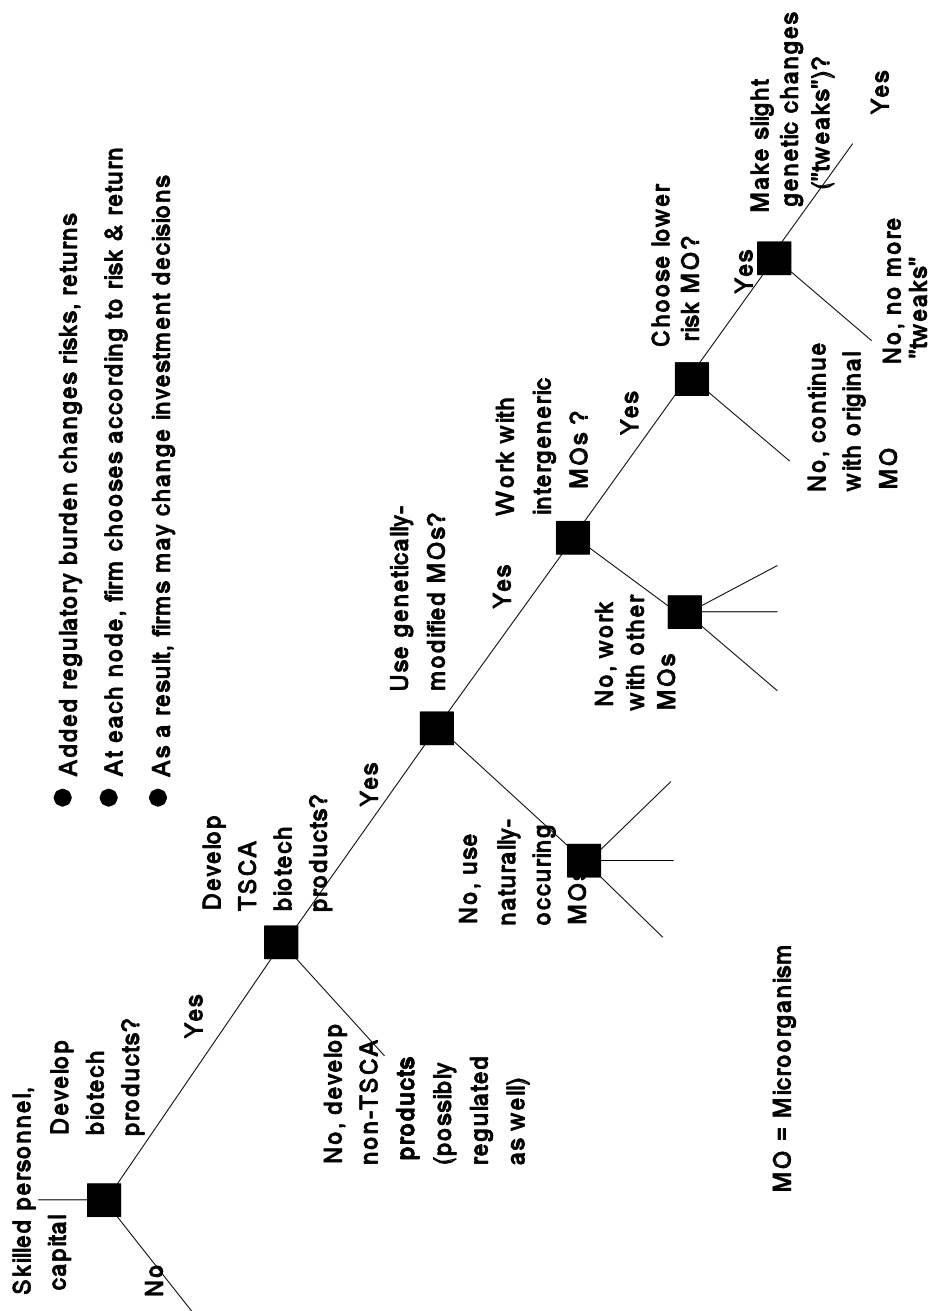 ● Added regulatory burden changes risks, returns
● At each node, firm chooses according to risk & return
● As a result, firms may change investment decisions
Skilled personnel,
capital
Develop
biotech
products?
No
Yes
Develop
TSCA
biotech
products?
No, develop
non-TSCA
products
(possibly
regulated
as well)
Yes
Use genetically-
modified MOs?
No, use
naturally-
occuring
MOs
Yes
Work with
intergeneric
MOs ?
No, work
with other
MOs
Yes
Choose lower
risk MO?
No, continue
with original
MO
Yes
Make slight
genetic changes
("tweaks")?
No, no more
"tweaks"
Yes
MO = Microorganism